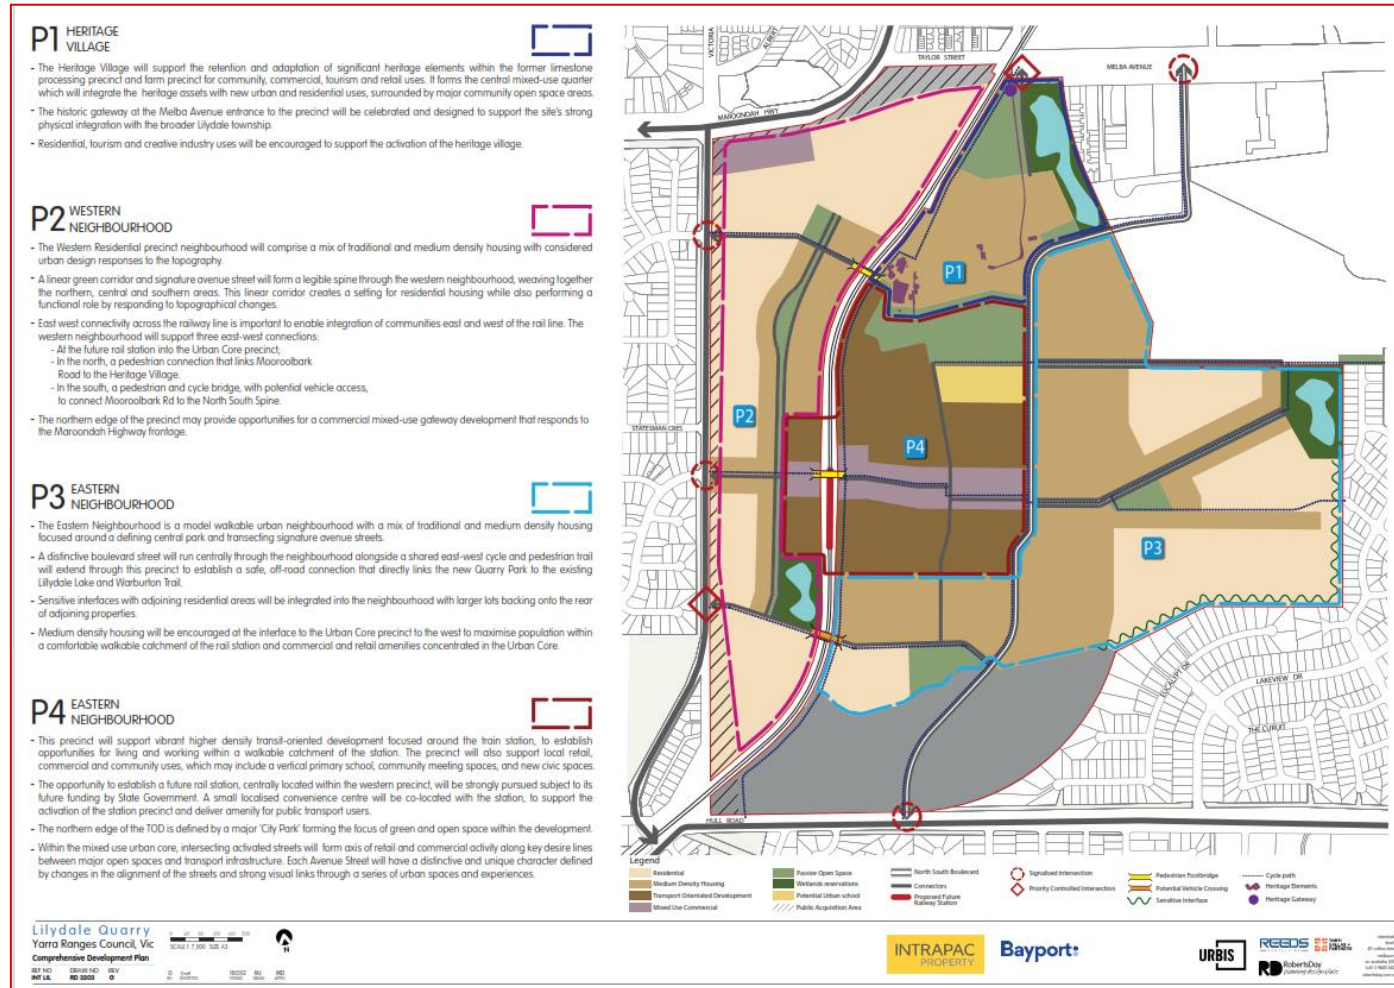 P1 HERITAGE
VILLAGE
- The Heritage Village will support the retention and adaptation of significant heritage elements within the former limestone
processing precinct and farm precinct for community, commercial, tourism and retail uses. It forms the central mixed-use quarter
which will integrate the heritage assets with new urban and residential uses, surrounded by major community open space areas.
- The historic gateway at the Melba Avenue entrance to the precinct will be celebrated and designed to support the site's strong
physical integration with the broader Lilydale township.
- Residential, tourism and creative industry uses will be encouraged to support the activation of the heritage village.
P2 WESTERN
NEIGHBOURHOOD
- The Western Residential precinct neighbourhood will comprise a mix of traditional and medium density housing with considered
urban design responses to the topography.
- A linear green corridor and signature avenue street will form a legible spine through the western neighbourhood, weaving together
the northern, central and southern areas. This linear corridor creates a setting for residential housing while also performing a
functional role by responding to topographical changes.
- East west connectivity across the railway line is important to enable integration of communities east and west of the rail line. The
western neighbourhood will support three east-west connections:
- At the future rail station into the Urban Core precinct;
- In the north, a pedestrian connection that links Mooroolbark
Road to the Heritage Village.
- In the south, a pedestrian and cycle bridge, with potential vehicle access,
to connect Mooroolbark Rd to the North South Spine.
- The northern edge of the precinct may provide opportunities for a commercial mixed-use gateway development that responds to
the Maroondah Highway frontage.
P3 EASTERN
NEIGHBOURHOOD
- The Eastern Neighbourhood is a model walkable urban neighbourhood with a mix of traditional and medium density housing
focused around a defining central park and transecting signature avenue streets.
- A distinctive boulevard street will run centrally through the neighbourhood alongside a shared east-west cycle and pedestrian trail
will extend through this precinct to establish a safe, off-road connection that directly links the new Quarry Park to the existing
Lillydale Lake and Warburton Trail.
- Sensitive interfaces with adjoining residential areas will be integrated into the neighbourhood with larger lots backing onto the rear
of adjoining properties.
- Medium density housing will be encouraged at the interface to the Urban Core precinct to the west to maximise population within
a comfortable walkable catchment of the rail station and commercial and retail amenities concentrated in the Urban Core.
P4 EASTERN
NEIGHBOURHOOD
- This precinct will support vibrant higher density transit-oriented development focused around the train station, to establish
opportunities for living and working within a walkable catchment of the station. The precinct will also support local retail,
commercial and community uses, which may include a vertical primary school, community meeting spaces, and new civic spaces.
- The opportunity to establish a future rail station, centrally located within the western precinct, will be strongly pursued subject to its
future funding by State Government. A small localised convenience centre will be co-located with the station, to support the
activation of the station precinct and deliver amenity for public transport users.
- The northern edge of the TOD is defined by a major 'City Park' forming the focus of green and open space within the development.
- Within the mixed use urban core, intersecting activated streets will form axis of retail and commercial activity along key desire lines
between major open spaces and transport infrastructure. Each Avenue Street will have a distinctive and unique character defined
by changes in the alignment of the streets and strong visual links through a series of urban spaces and experiences.
VICTORIA
ALBERT
TAYLOR STREET
MELBA AVENUE
MAROONDAH HWY
P1
P2
STATESMAN CRES
P4
P3
EUCALYPT DR
LAKEVIEW DR
HULL ROAD
Legend
Residential
Medium Density Housing
Transport Orientated Development
Mixed Use Commercial
Passive Open Space
Wetlands reservations
Potential Urban school
Public Acquisition Area
North South Boulevard
Connectors
Proposed Future
Railway Station
Signalised Intersection
Priority Controlled Intersection
Pedestrian Footbridge
Potential Vehicle Crossing
Sensitive Interface
Cycle path
Heritage Elements
Heritage Gateway
Lilydale Quarry
Yarra Ranges Council, Vic
Comprehensive Development Plan
REF NO DRAW NO REV
INT LIL RD 3203 O
SCALE 1: 7,500 SIZE A3
N
INTRAPAC
PROPERTY
Bayport
URBIS
REEDS
RD RobertsDay
planning·design·place